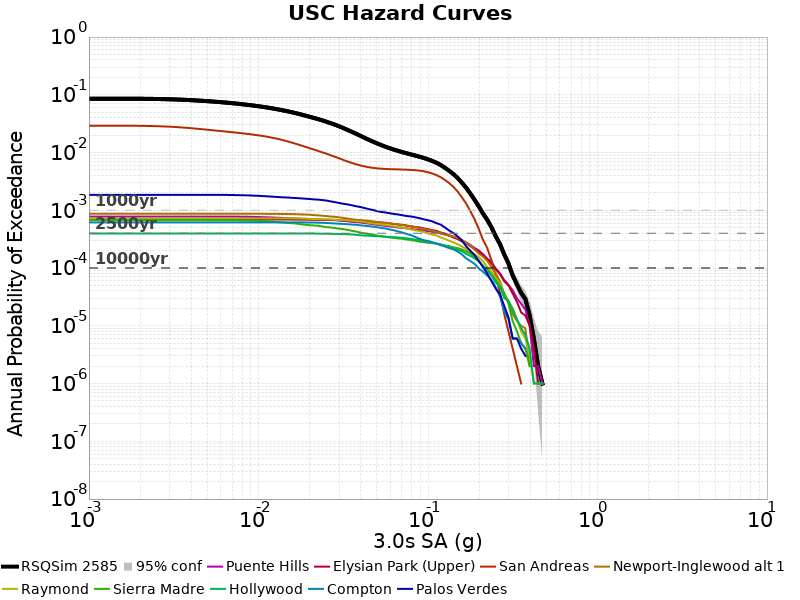 USC Hazard Curves
Annual Probability of Exceedance
10^0
10^-1
10^-2
10^-3
10^-4
10^-5
10^-6
10^-7
10^-8
1000yr
2500yr
10000yr
10^-3 10^-2 10^-1 10^0 10^1
3.0s SA (g)
RSQSim 2585 95% conf Puente Hills Elysian Park (Upper) San Andreas Newport-Inglewood alt 1
Raymond Sierra Madre Hollywood Compton Palos Verdes